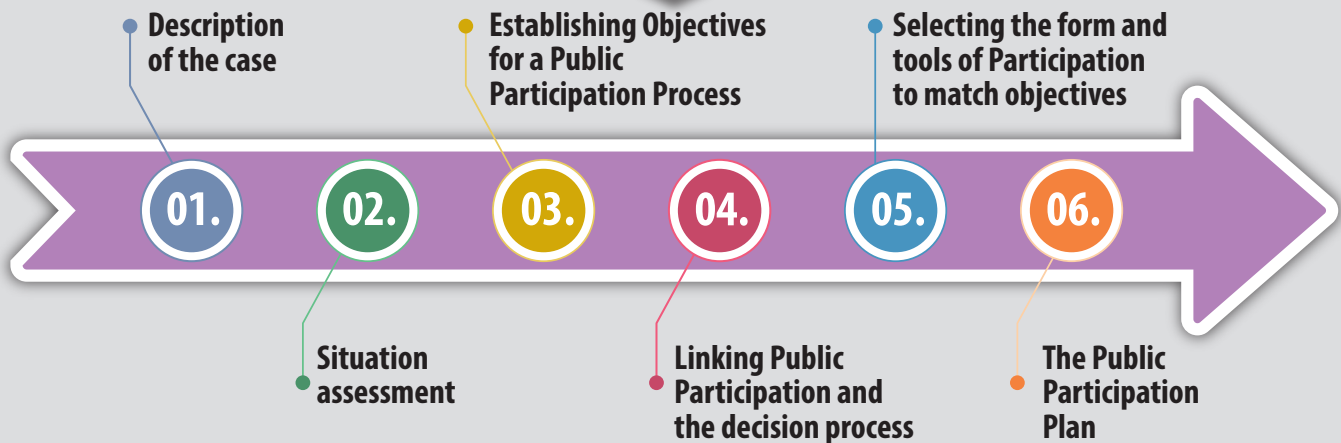 Description
of the case
Establishing Objectives
for a Public
Participation Process
Selecting the form and
tools of Participation
to match objectives
01.
02.
03.
04.
05.
06.
Situation
assessment
Linking Public
Participation and
the decision process
The Public
Participation
Plan